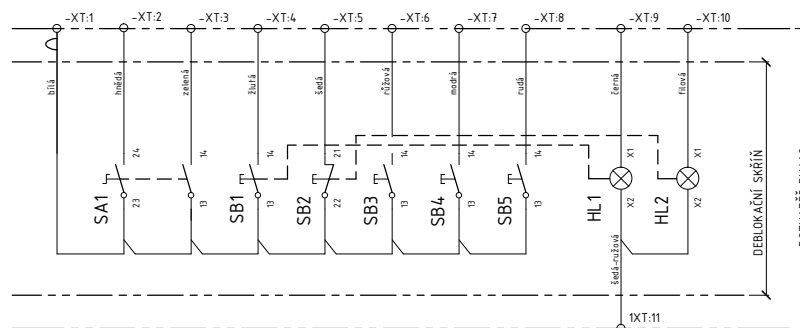 -XT:1
-XT:2
-XT:3
-XT:4
-XT:5
-XT:6
-XT:7
-XT:8
-XT:9
-XT:10
bílá
hnědá
zelená
žlutá
šedá
růžová
modrá
rudá
černá
filová
24
14
14
21
14
14
14
X1
X1
SA1
SB1
SB2
SB3
SB4
SB5
HL1
HL2
23
13
13
22
13
13
13
X2
X2
šedá-ružová
DEBLOKAČNÍ SKŘÍŇ
1XT:11